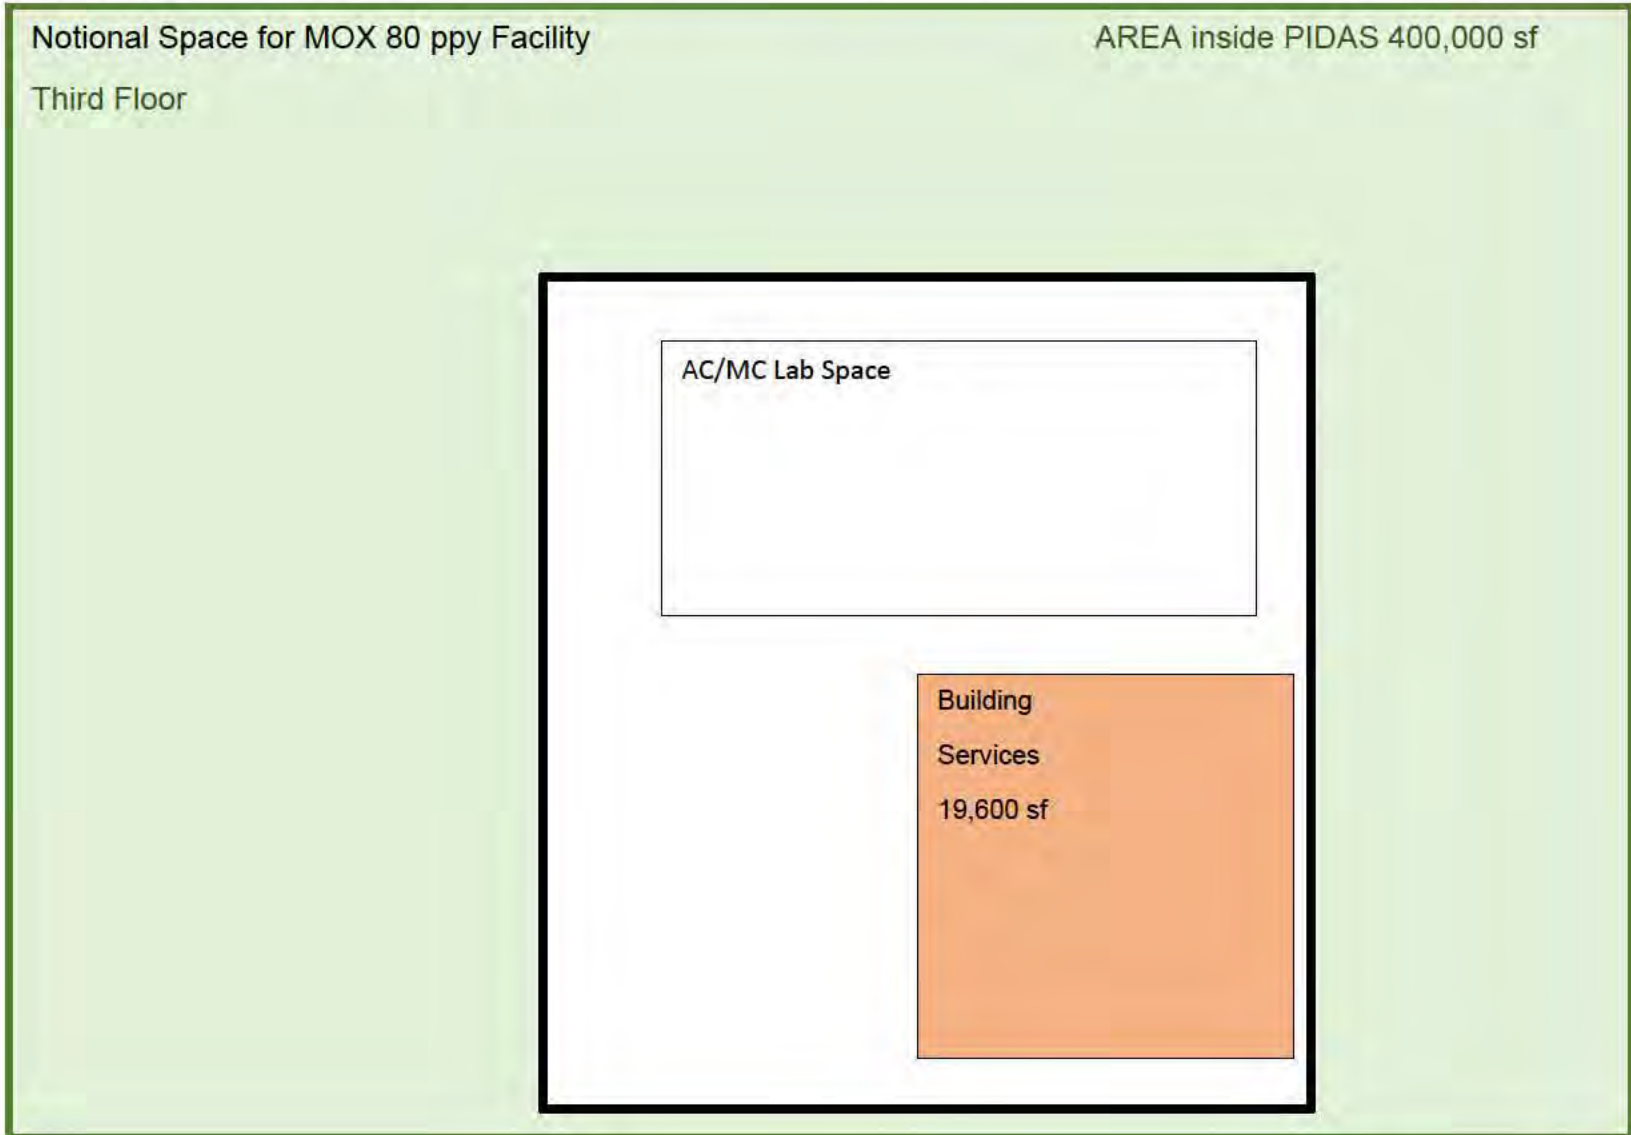 Notional Space for MOX 80 ppy Facility
AREA inside PIDAS 400,000 sf
Third Floor
AC/MC Lab Space
Building
Services
19,600 sf